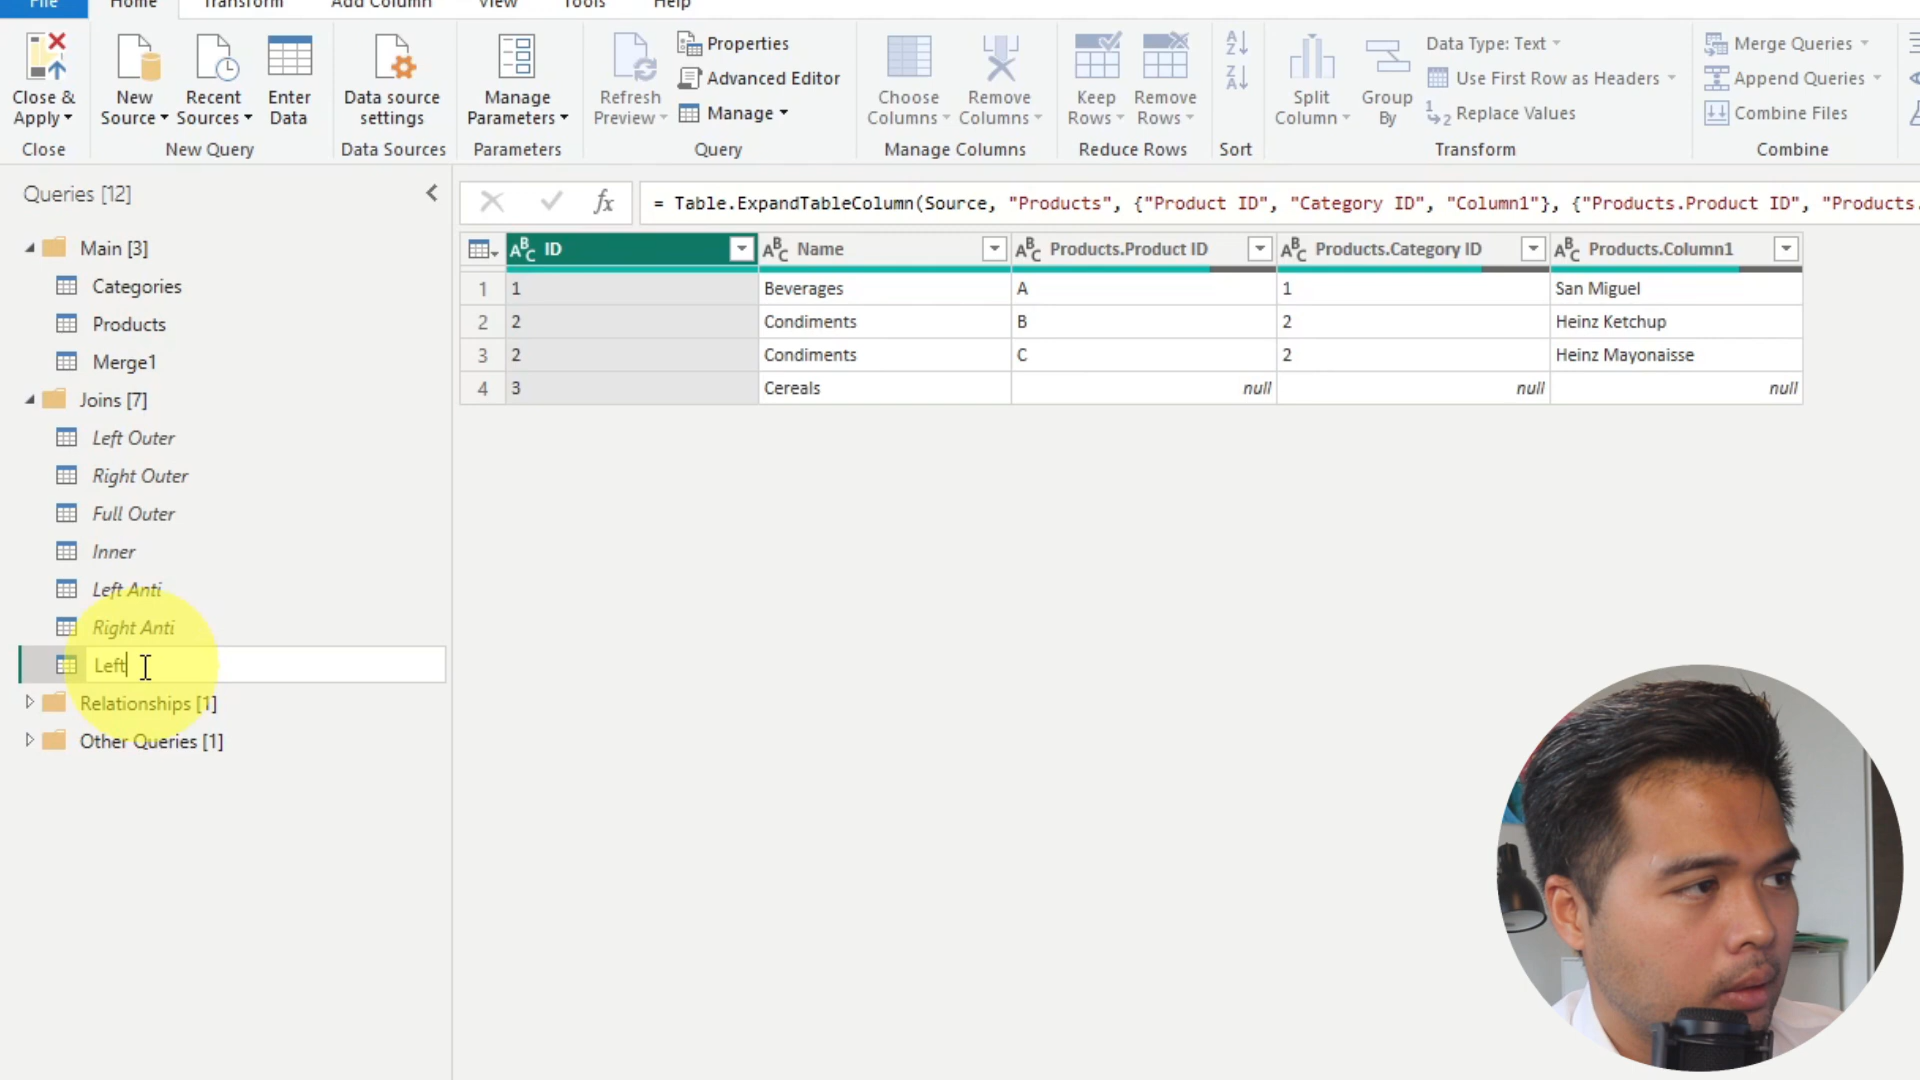 File Home Transform Add Column View Tools Help
Close & Apply
New Source
Recent Sources
Enter Data
Data source settings
Manage Parameters
Refresh Preview
Properties
Advanced Editor
Manage
Choose Columns
Remove Columns
Keep Rows
Remove Rows
Split Column
Group By
Data Type: Text
Use First Row as Headers
Replace Values
Merge Queries
Append Queries
Combine Files
Close New Query Data Sources Parameters Query Manage Columns Reduce Rows Sort Transform Combine
Queries [12]
Main [3]
Categories
Products
Merge1
Joins [7]
Left Outer
Right Outer
Full Outer
Inner
Left Anti
Right Anti
Left
Relationships [1]
Other Queries [1]
fx = Table.ExpandTableColumn(Source, "Products", {"Product ID", "Category ID", "Column1"}, {"Products.Product ID", "Products.
ID Name Products.Product ID Products.Category ID Products.Column1
1 1 Beverages A 1 San Miguel
2 2 Condiments B 2 Heinz Ketchup
3 2 Condiments C 2 Heinz Mayonaisse
4 3 Cereals null null null